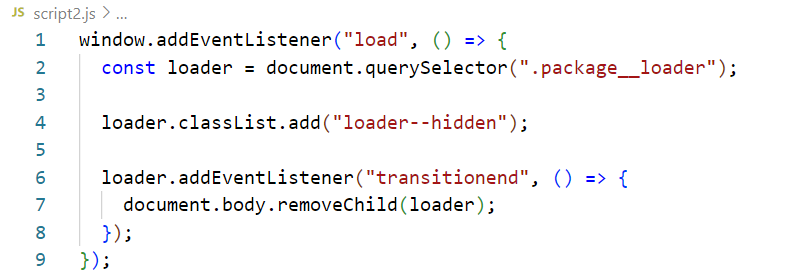 JS script2.js > ...
1 window.addEventListener("load", () => {
2   const loader = document.querySelector(".package__loader");
3
4   loader.classList.add("loader--hidden");
5
6   loader.addEventListener("transitionend", () => {
7     document.body.removeChild(loader);
8   });
9 });